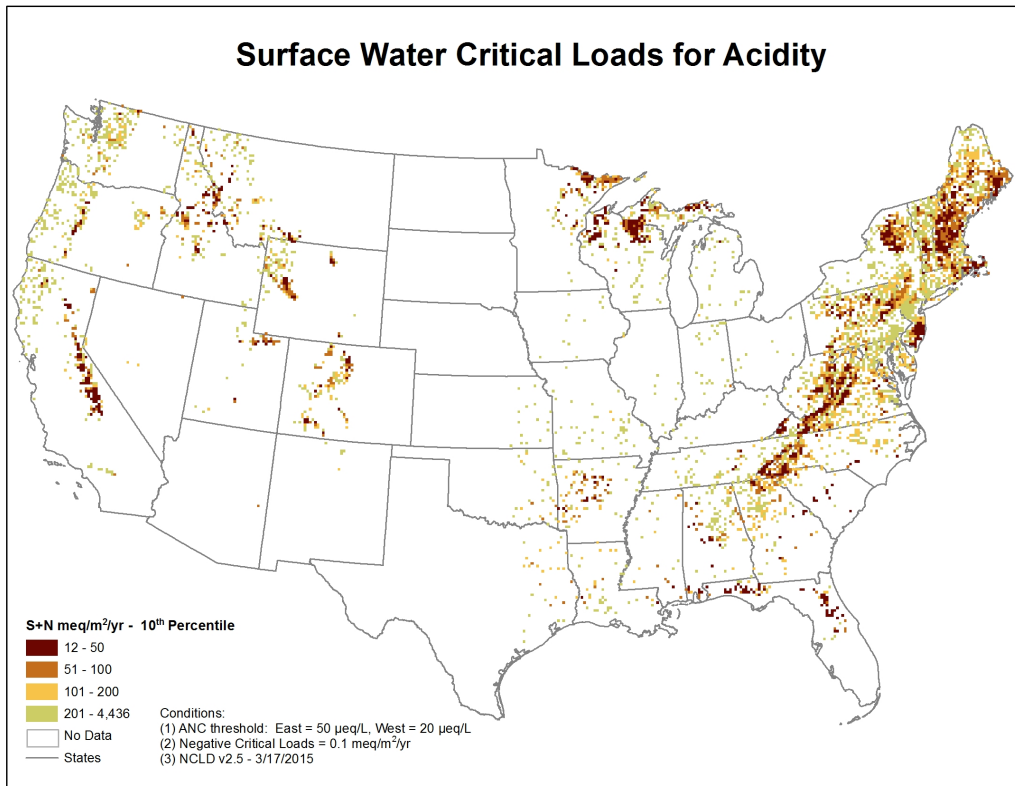 Surface Water Critical Loads for Acidity
S+N meq/m²/yr - 10th Percentile
12 - 50
51 - 100
101 - 200
201 - 4,436
No Data
States
Conditions:
(1) ANC threshold: East = 50 µeq/L, West = 20 µeq/L
(2) Negative Critical Loads = 0.1 meq/m²/yr
(3) NCLD v2.5 - 3/17/2015